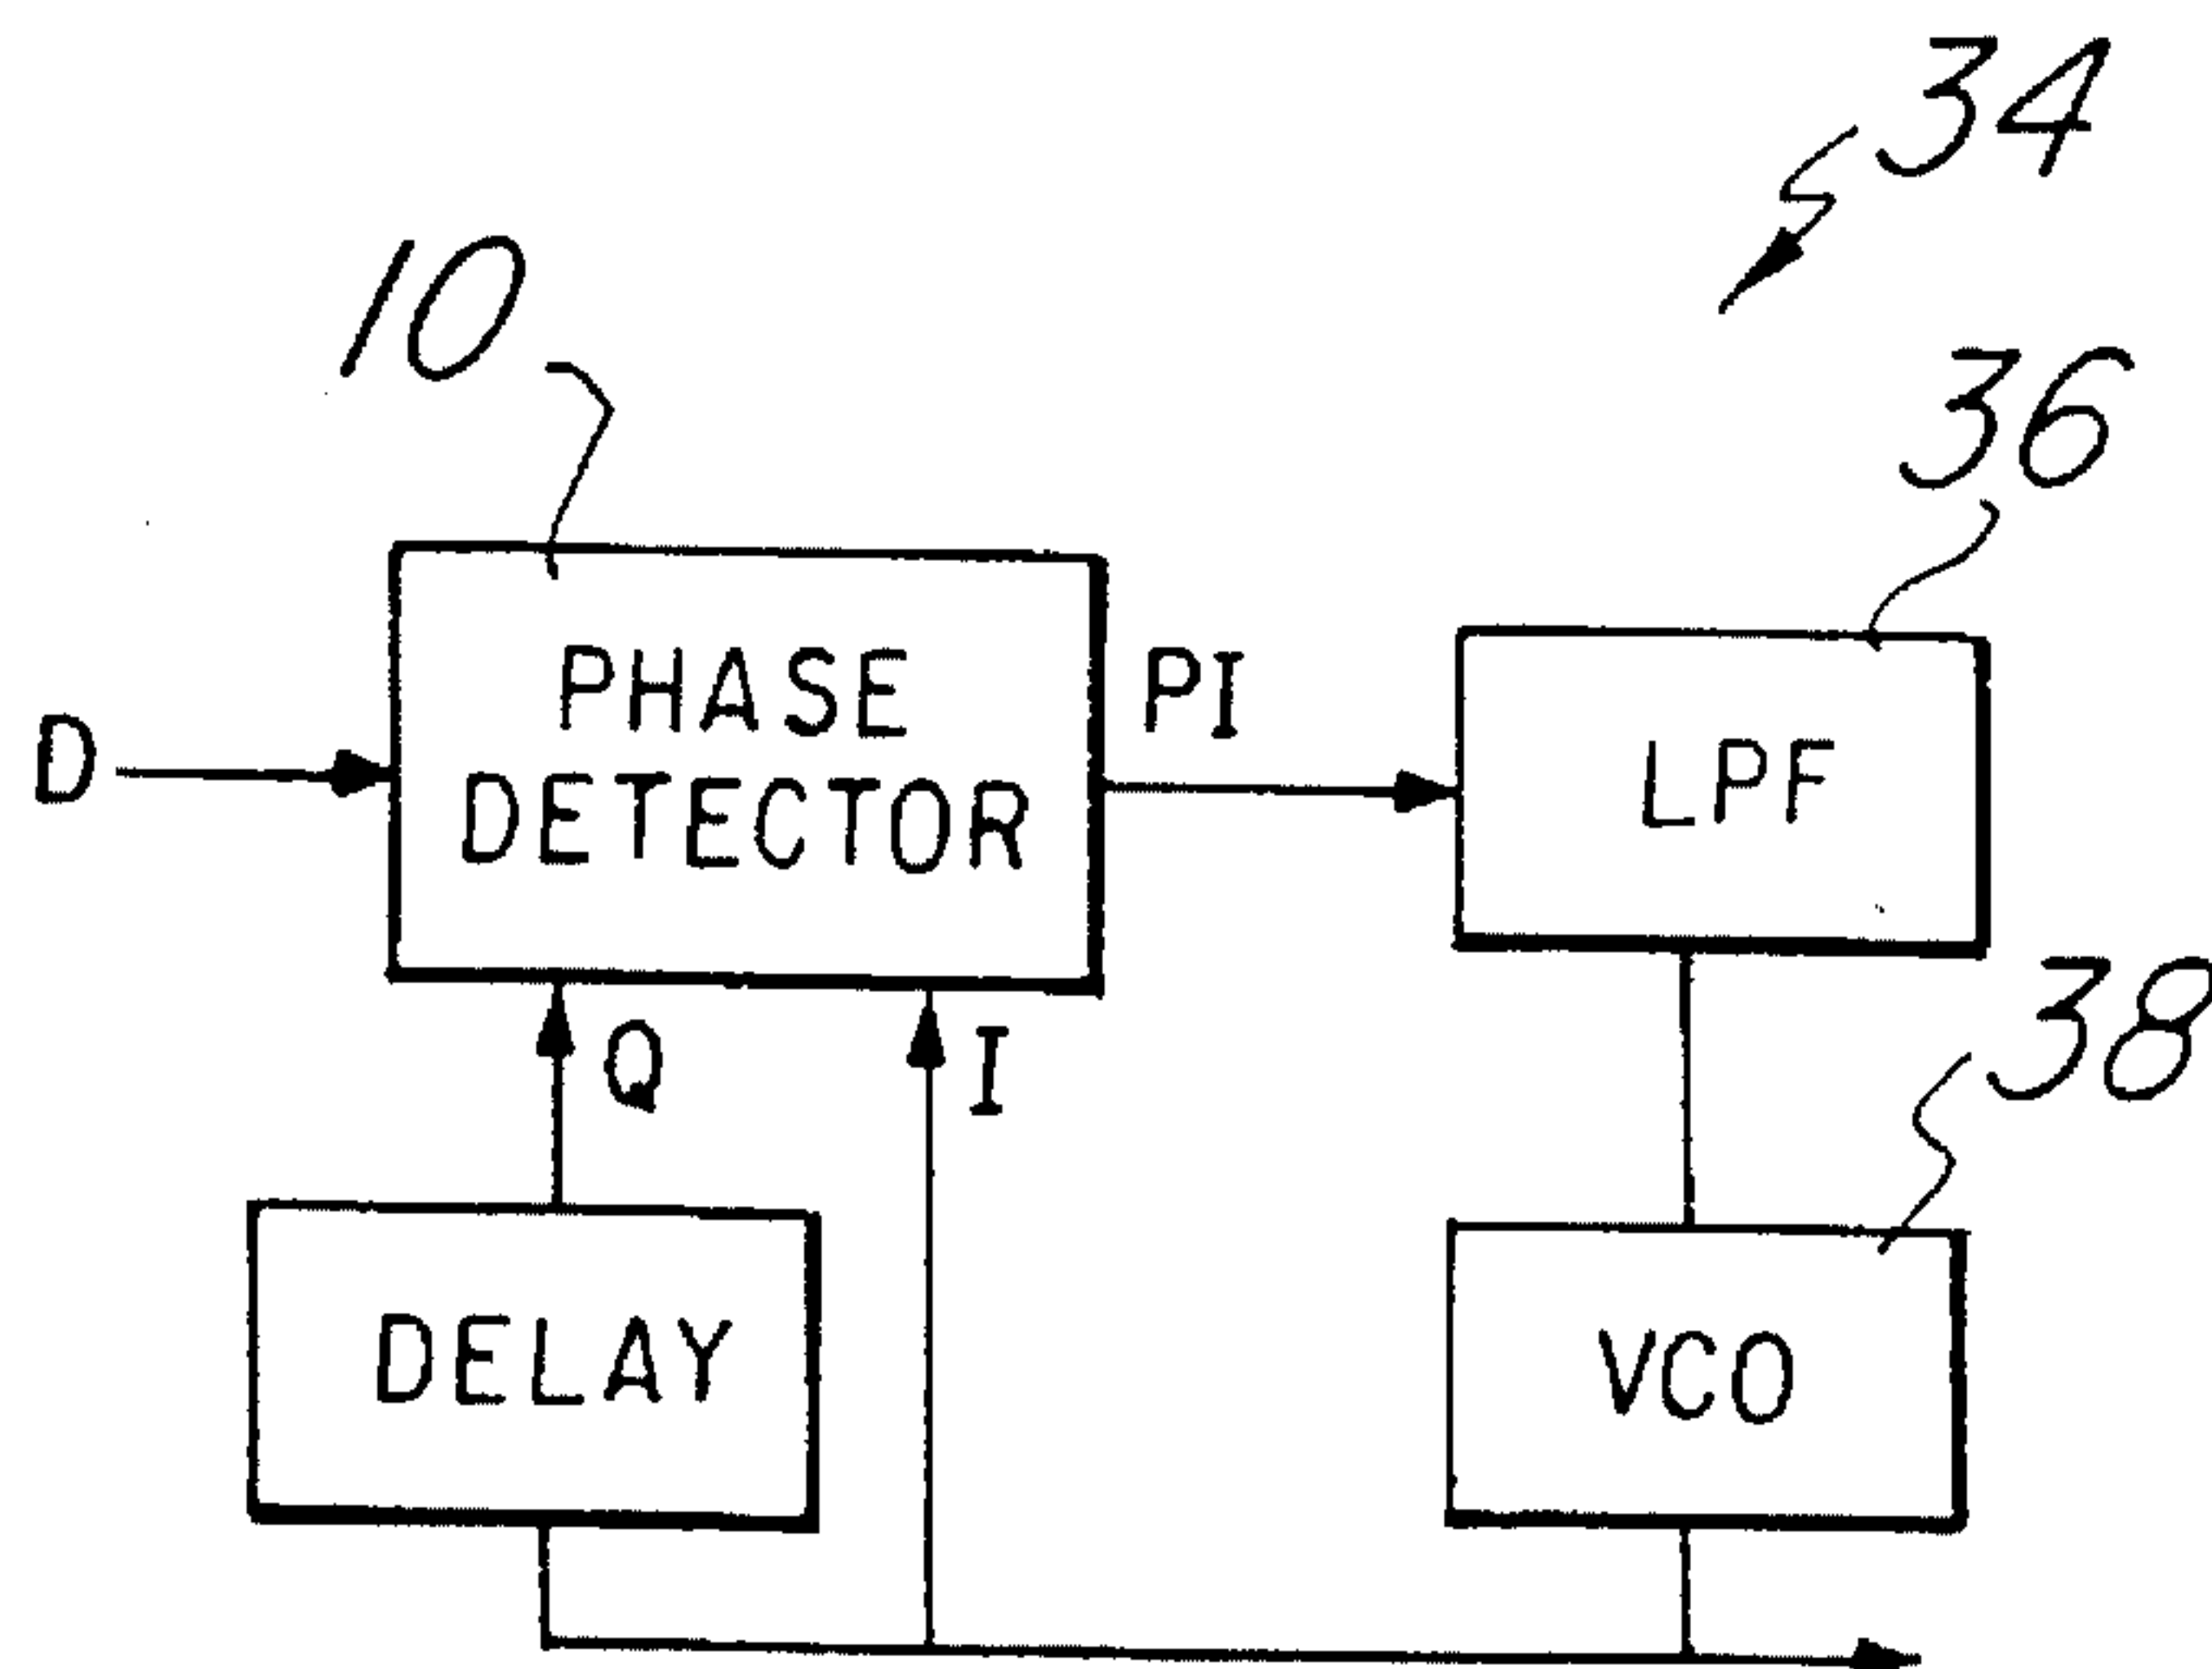 34
10
36
PHASE
DETECTOR
PI
LPF
D
Q
I
38
DELAY
VCO